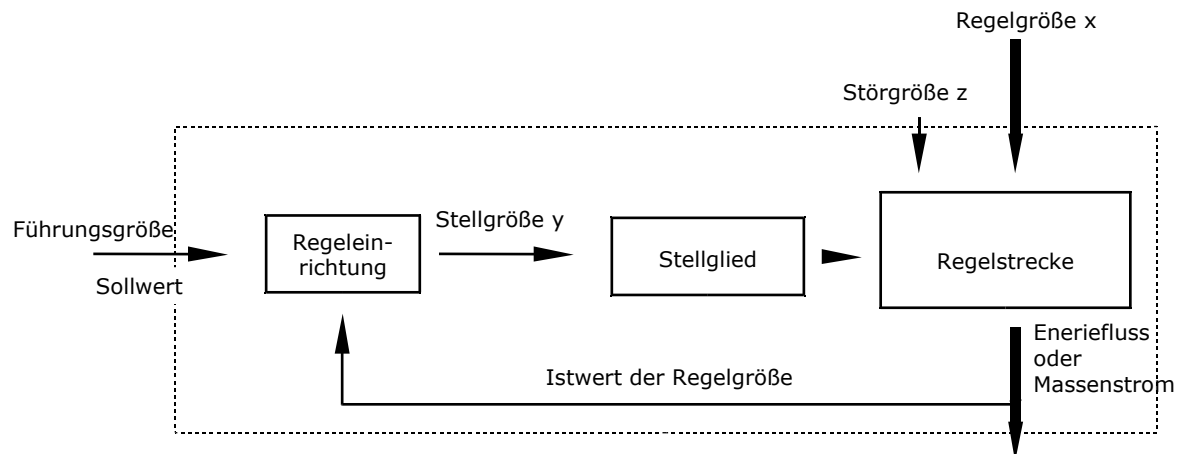 Regelgröße x
Störgröße z
Führungsgröße
Sollwert
Regelein-
richtung
Stellgröße y
Stellglied
Regelstrecke
Eneriefluss
oder
Massenstrom
Istwert der Regelgröße